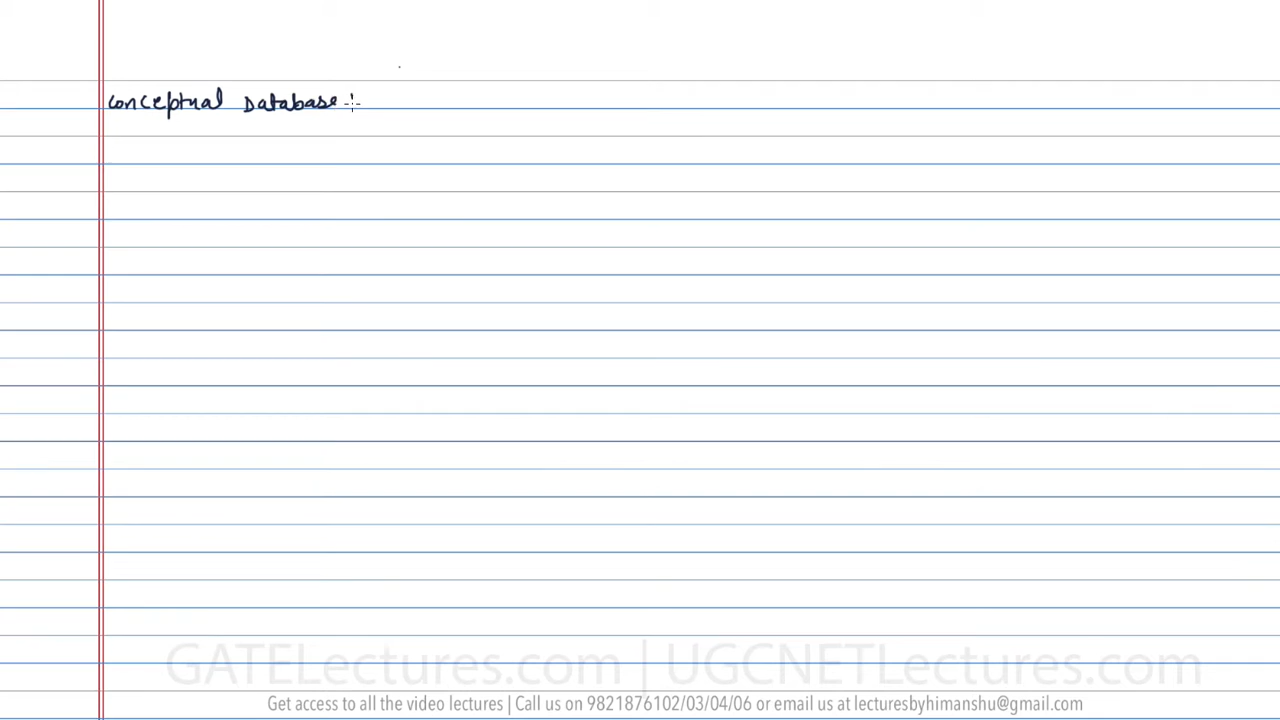 Conceptual Database :-
GATELectures.com | UGCNETLectures.com
Get access to all the video lectures | Call us on 9821876102/03/04/06 or email us at lecturesbyhimanshu@gmail.com